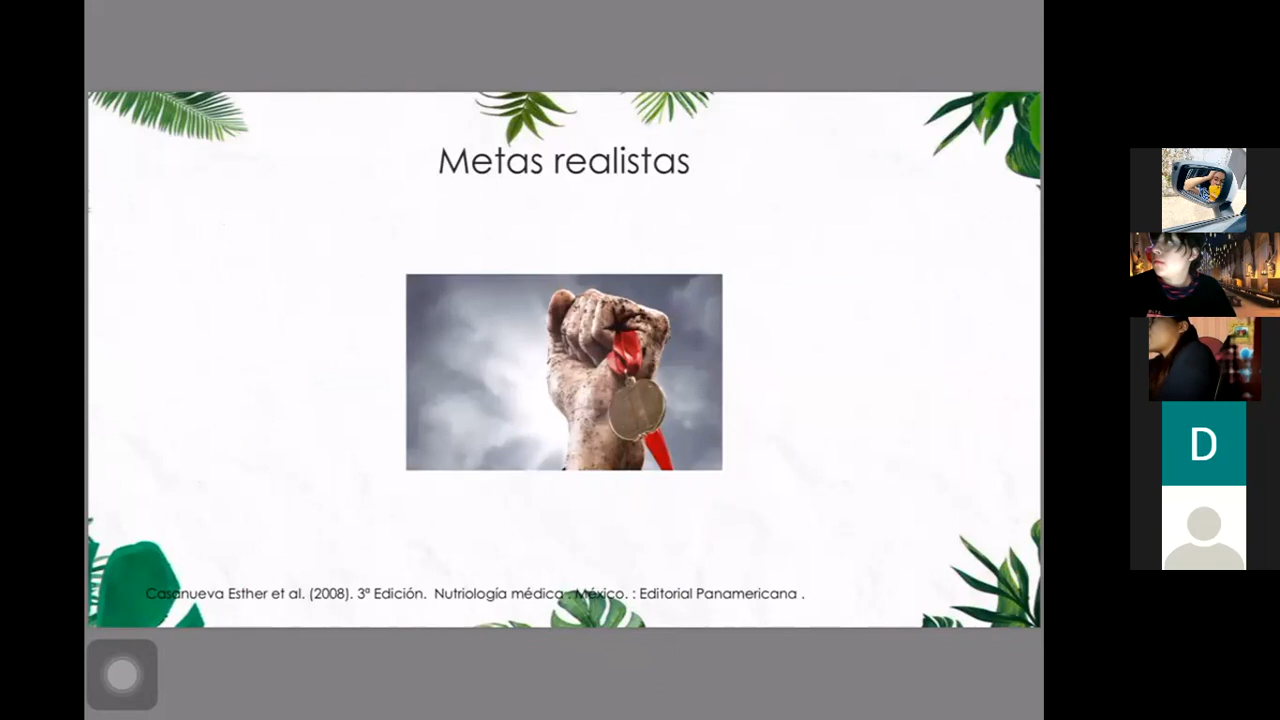 Metas realistas
Casanueva Esther et al. (2008). 3ª Edición. Nutriología médica . México. : Editorial Panamericana .
D